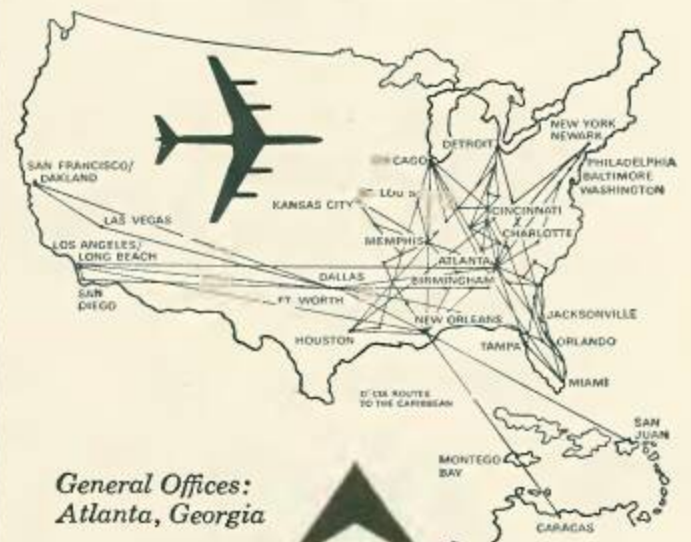 NEW YORK
NEWARK
DETROIT
CAGO
PHILADELPHIA
BALTIMORE
WASHINGTON
SAN FRANCISCO/
OAKLAND
KANSAS CITY
CINCINNATI
LAS VEGAS
CHARLOTTE
MEMPHIS
LOS ANGELES/
LONG BEACH
ATLANTA
DALLAS
BIRMINGHAM
SAN
DIEGO
FT WORTH
NEW ORLEANS
JACKSONVILLE
HOUSTON
TAMPA
ORLANDO
MIAMI
ROUTES
TO THE CARIBBEAN
SAN
JUAN
MONTEGO
BAY
General Offices:
Atlanta, Georgia
CARACAS